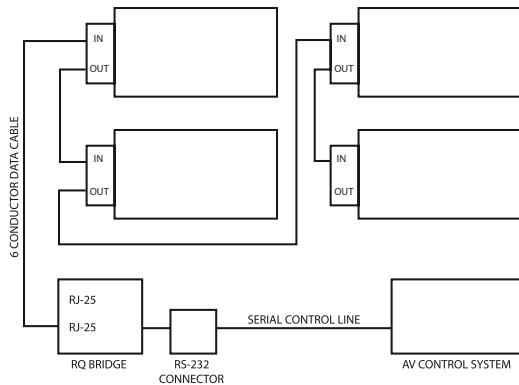 IN
OUT
IN
OUT
IN
OUT
IN
OUT
6 CONDUCTOR DATA CABLE
RJ-25
RJ-25
RQ BRIDGE
RS-232
CONNECTOR
SERIAL CONTROL LINE
AV CONTROL SYSTEM